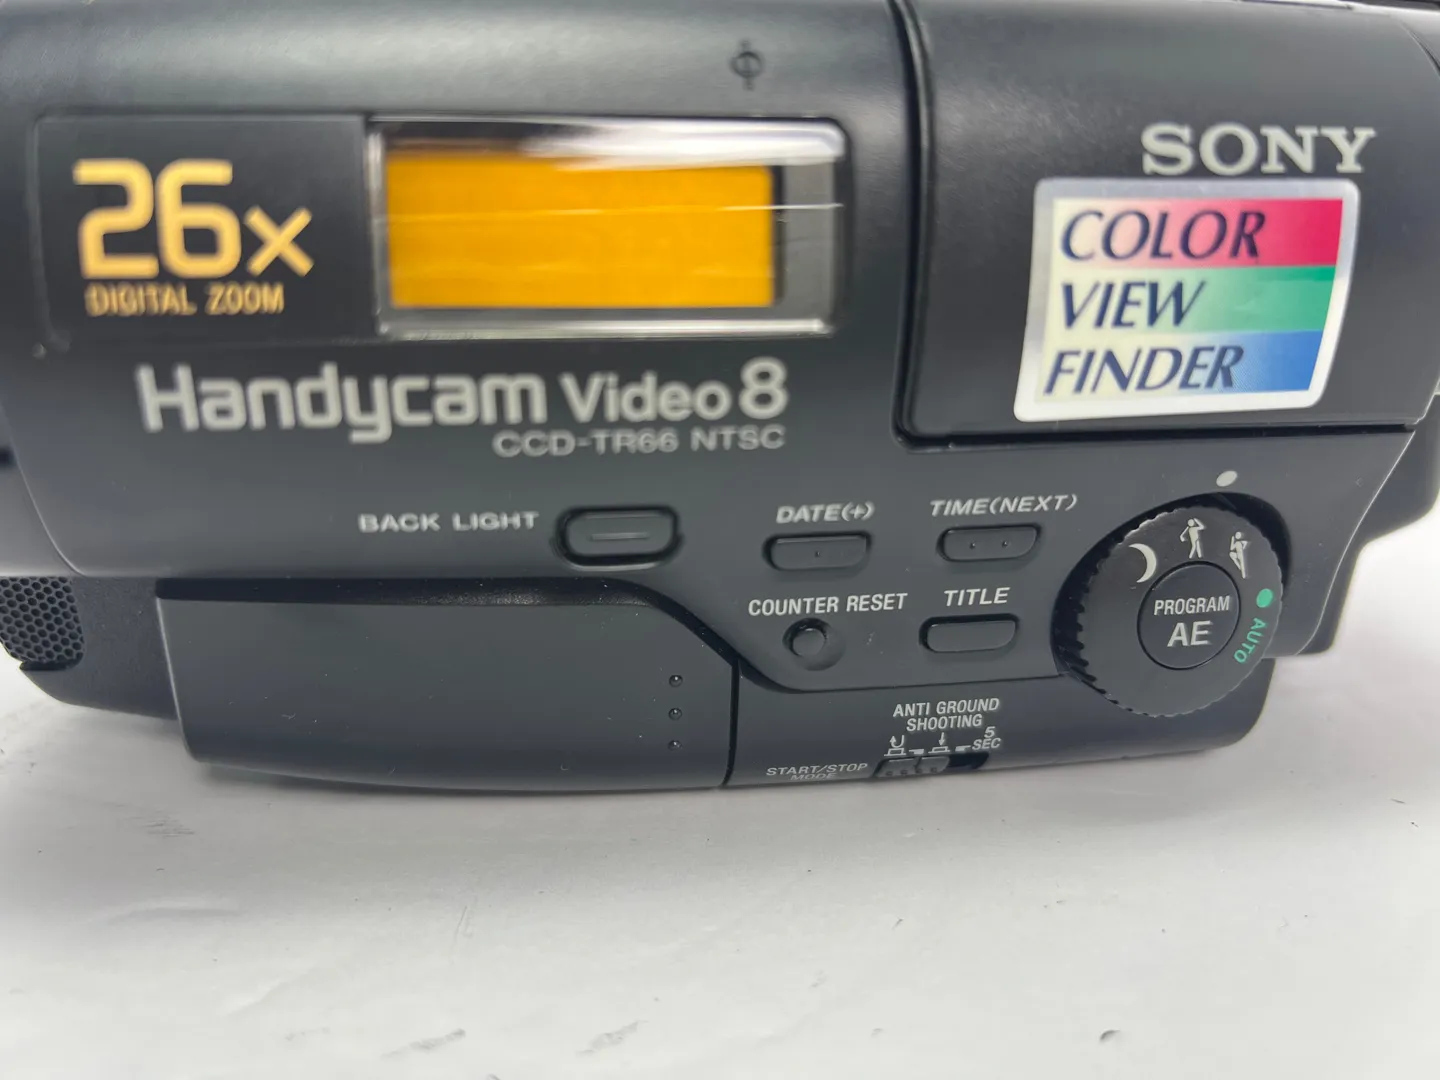 26x
DIGITAL ZOOM
SONY
COLOR
VIEW
FINDER
Handycam Video 8
CCD-TR66 NTSC
BACK LIGHT
DATE(+)
TIME(NEXT)
COUNTER RESET
TITLE
PROGRAM
AE
AUTO
ANTI GROUND
SHOOTING
5
SEC
START/STOP
MODE